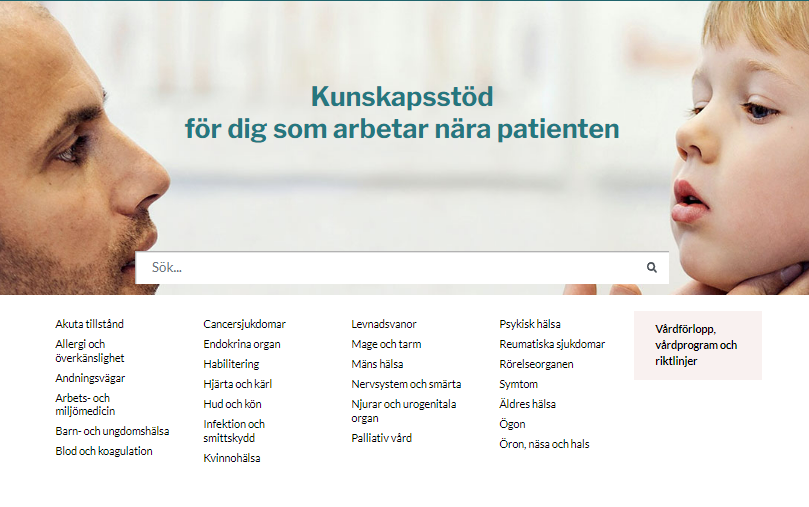 Kunskapsstöd
för dig som arbetar nära patienten
Sök...
Akuta tillstånd
Allergi och
överkänslighet
Andningsvägar
Arbets- och
miljömedicin
Barn- och ungdomshälsa
Blod och koagulation
Cancersjukdomar
Endokrina organ
Habilitering
Hjärta och kärl
Hud och kön
Infektion och
smittskydd
Kvinnohälsa
Levnadsvanor
Mage och tarm
Mäns hälsa
Nervsystem och smärta
Njurar och urogenitala
organ
Palliativ vård
Psykisk hälsa
Reumatiska sjukdomar
Rörelseorganen
Symtom
Äldres hälsa
Ögon
Öron, näsa och hals
Vårdförlopp,
vårdprogram och
riktlinjer